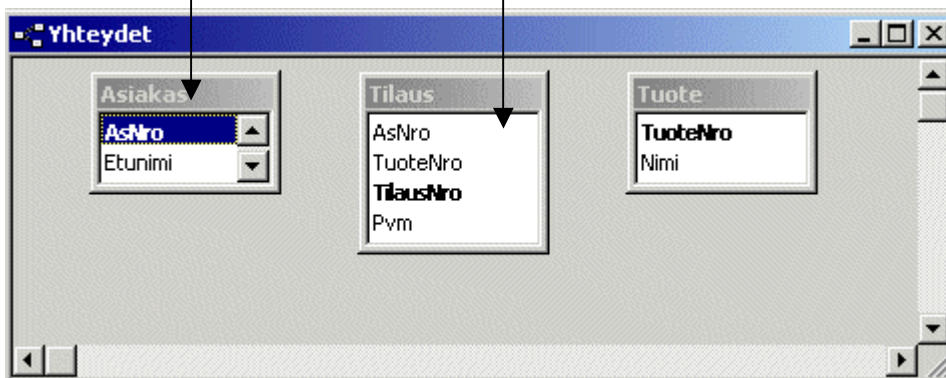 Yhteydet
Asiakas
AsNro
Etunimi
Tilaus
AsNro
TuoteNro
TilausNro
Pvm
Tuote
TuoteNro
Nimi